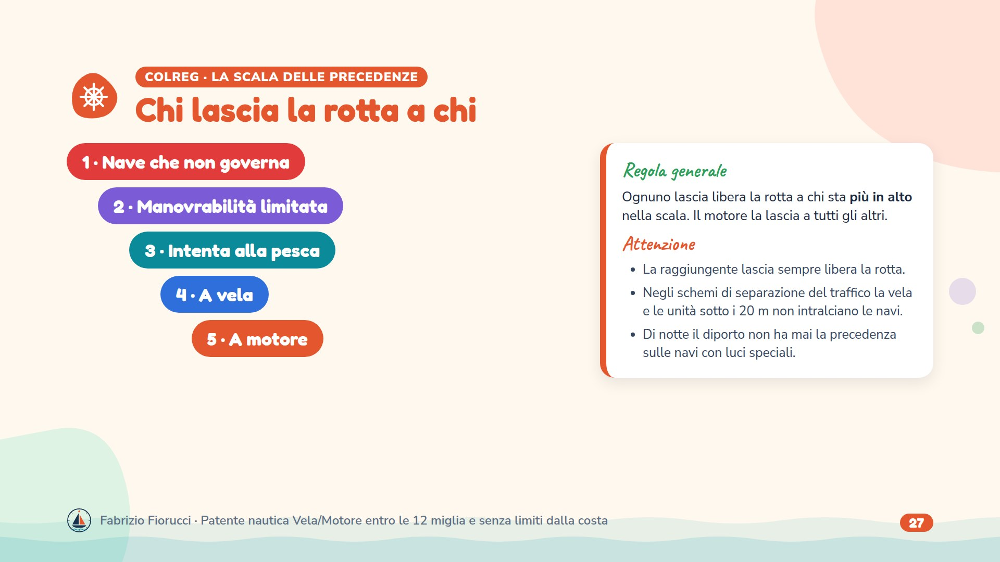 COLREG · LA SCALA DELLE PRECEDENZE
Chi lascia la rotta a chi
1 · Nave che non governa
2 · Manovrabilità limitata
3 · Intenta alla pesca
4 · A vela
5 · A motore
Regola generale
Ognuno lascia libera la rotta a chi sta più in alto
nella scala. Il motore la lascia a tutti gli altri.
Attenzione
• La raggiungente lascia sempre libera la rotta.
• Negli schemi di separazione del traffico la vela
e le unità sotto i 20 m non intralciano le navi.
• Di notte il diporto non ha mai la precedenza
sulle navi con luci speciali.
Fabrizio Fiorucci · Patente nautica Vela/Motore entro le 12 miglia e senza limiti dalla costa
27